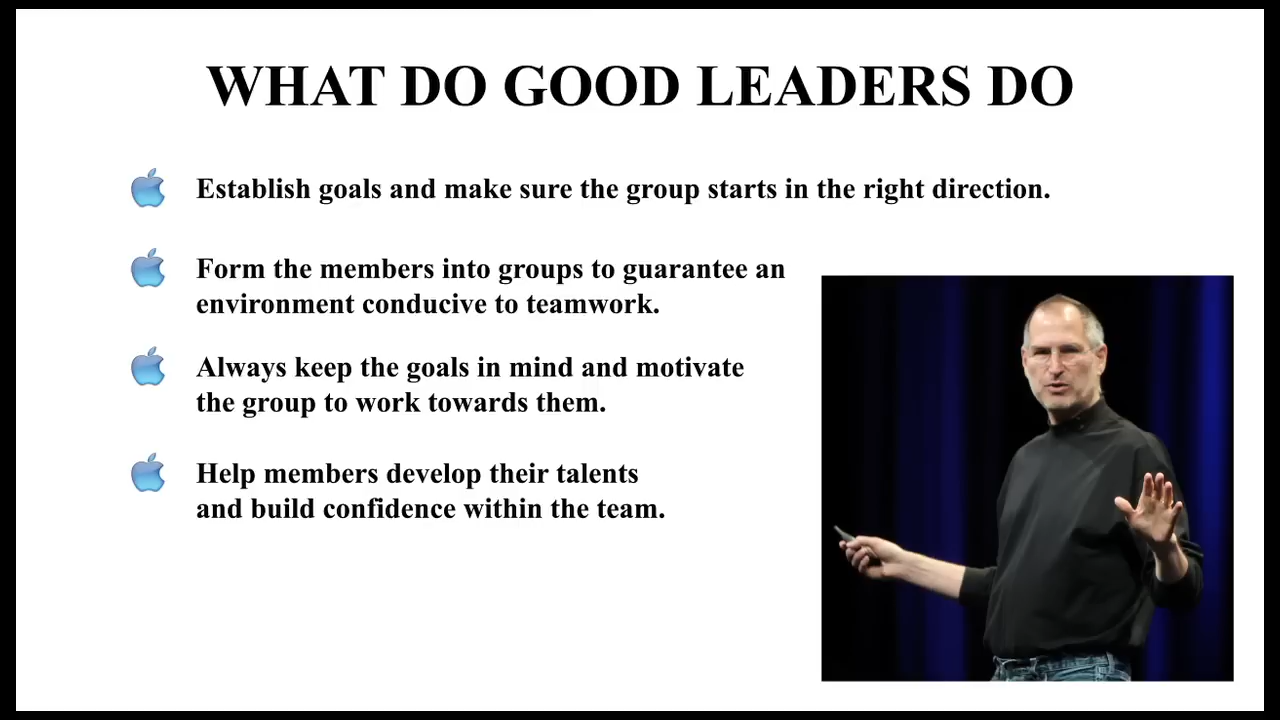 WHAT DO GOOD LEADERS DO
Establish goals and make sure the group starts in the right direction.
Form the members into groups to guarantee an
environment conducive to teamwork.
Always keep the goals in mind and motivate
the group to work towards them.
Help members develop their talents
and build confidence within the team.